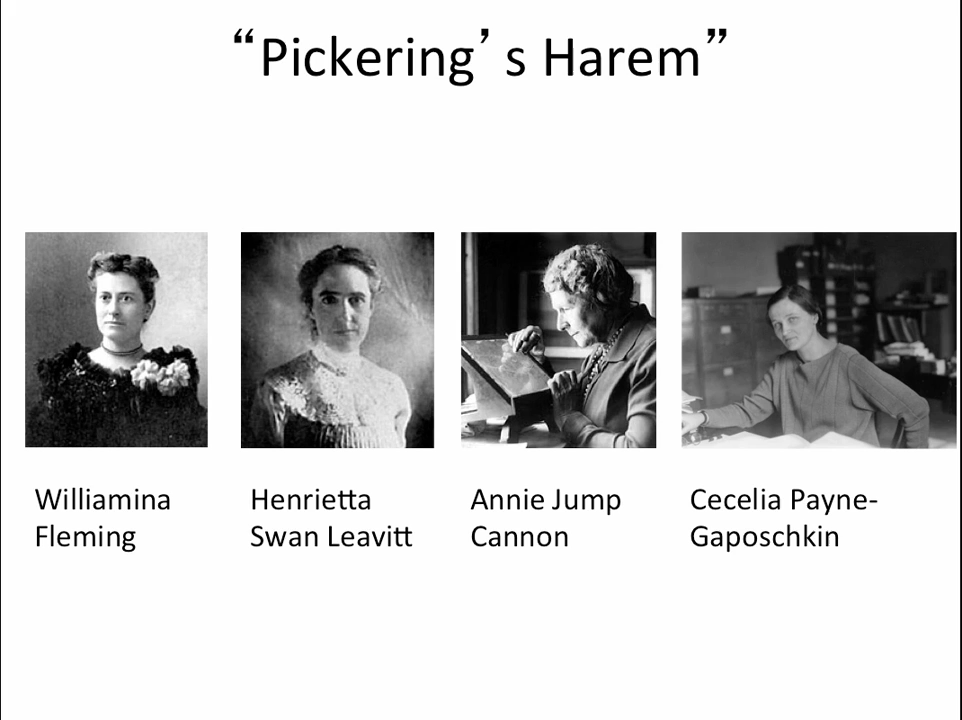 “Pickering’s Harem”
Williamina
Fleming
Henrietta
Swan Leavitt
Annie Jump
Cannon
Cecelia Payne-
Gaposchkin